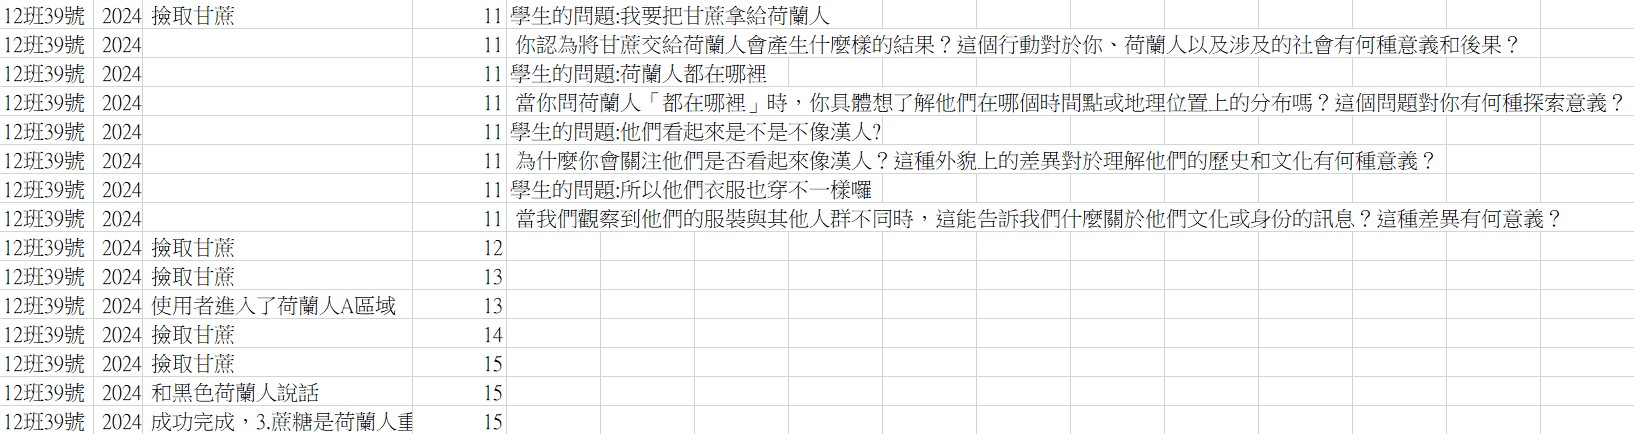 12班39號 2024 撿取甘蔗 11 學生的問題:我要把甘蔗拿給荷蘭人
12班39號 2024 11 你認為將甘蔗交給荷蘭人會產生什麼樣的結果？這個行動對於你、荷蘭人以及涉及的社會有何種意義和後果？
12班39號 2024 11 學生的問題:荷蘭人都在哪裡
12班39號 2024 11 當你問荷蘭人「都在哪裡」時，你具體想了解他們在哪個時間點或地理位置上的分布嗎？這個問題對你有何種探索意義？
12班39號 2024 11 學生的問題:他們看起來是不是不像漢人?
12班39號 2024 11 為什麼你會關注他們是否看起來像漢人？這種外貌上的差異對於理解他們的歷史和文化有何種意義？
12班39號 2024 11 學生的問題:所以他們衣服也穿不一樣囉
12班39號 2024 11 當我們觀察到他們的服裝與其他人群不同時，這能告訴我們什麼關於他們文化或身份的訊息？這種差異有何意義？
12班39號 2024 撿取甘蔗 12
12班39號 2024 撿取甘蔗 13
12班39號 2024 使用者進入了荷蘭人A區域 13
12班39號 2024 撿取甘蔗 14
12班39號 2024 撿取甘蔗 15
12班39號 2024 和黑色荷蘭人說話 15
12班39號 2024 成功完成，3.蔗糖是荷蘭人重 15